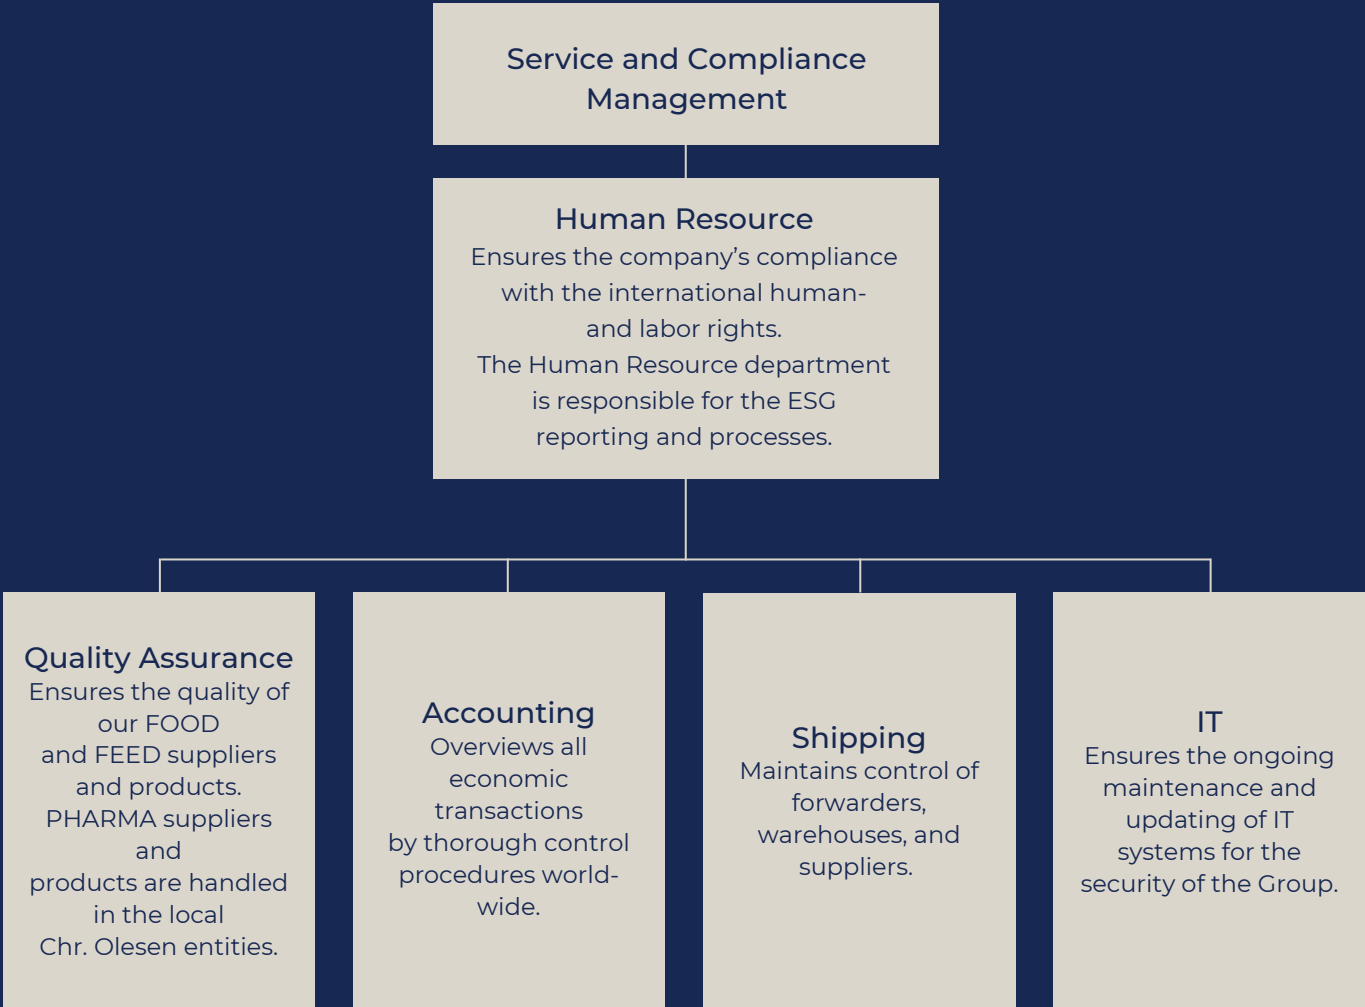 Service and Compliance
Management
Human Resource
Ensures the company’s compliance
with the international human-
and labor rights.
The Human Resource department
is responsible for the ESG
reporting and processes.
Quality Assurance
Ensures the quality of
our FOOD
and FEED suppliers
and products.
PHARMA suppliers
and
products are handled
in the local
Chr. Olesen entities.
Accounting
Overviews all
economic
transactions
by thorough control
procedures world-
wide.
Shipping
Maintains control of
forwarders,
warehouses, and
suppliers.
IT
Ensures the ongoing
maintenance and
updating of IT
systems for the
security of the Group.